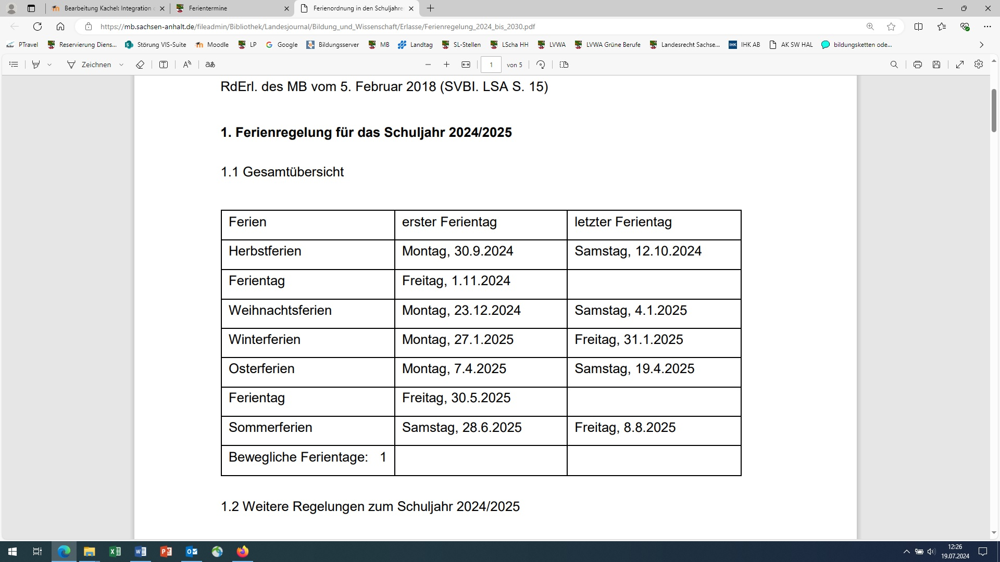 Bearbeitung Kachel: Integration
Ferientermine
Ferienordnung in den Schuljahre
https://mb.sachsen-anhalt.de/fileadmin/Bibliothek/Landesjournal/Bildung_und_Wissenschaft/Erlasse/Ferienregelung_2024_bis_2030.pdf
PTravel
Reservierung Diens...
Störung VIS-Suite
Moodle
LP
Google
Bildungsserver
MB
Landtag
SL-Stellen
LScha HH
LVWA
LVWA Grüne Berufe
Landesrecht Sachse...
IHK AB
AK SW HAL
bildungsketten ode...
Zeichnen
1 von 5
RdErl. des MB vom 5. Februar 2018 (SVBl. LSA S. 15)
1. Ferienregelung für das Schuljahr 2024/2025
1.1 Gesamtübersicht
Ferien erster Ferientag letzter Ferientag
Herbstferien Montag, 30.9.2024 Samstag, 12.10.2024
Ferientag Freitag, 1.11.2024
Weihnachtsferien Montag, 23.12.2024 Samstag, 4.1.2025
Winterferien Montag, 27.1.2025 Freitag, 31.1.2025
Osterferien Montag, 7.4.2025 Samstag, 19.4.2025
Ferientag Freitag, 30.5.2025
Sommerferien Samstag, 28.6.2025 Freitag, 8.8.2025
Bewegliche Ferientage: 1
1.2 Weitere Regelungen zum Schuljahr 2024/2025
12:26
19.07.2024